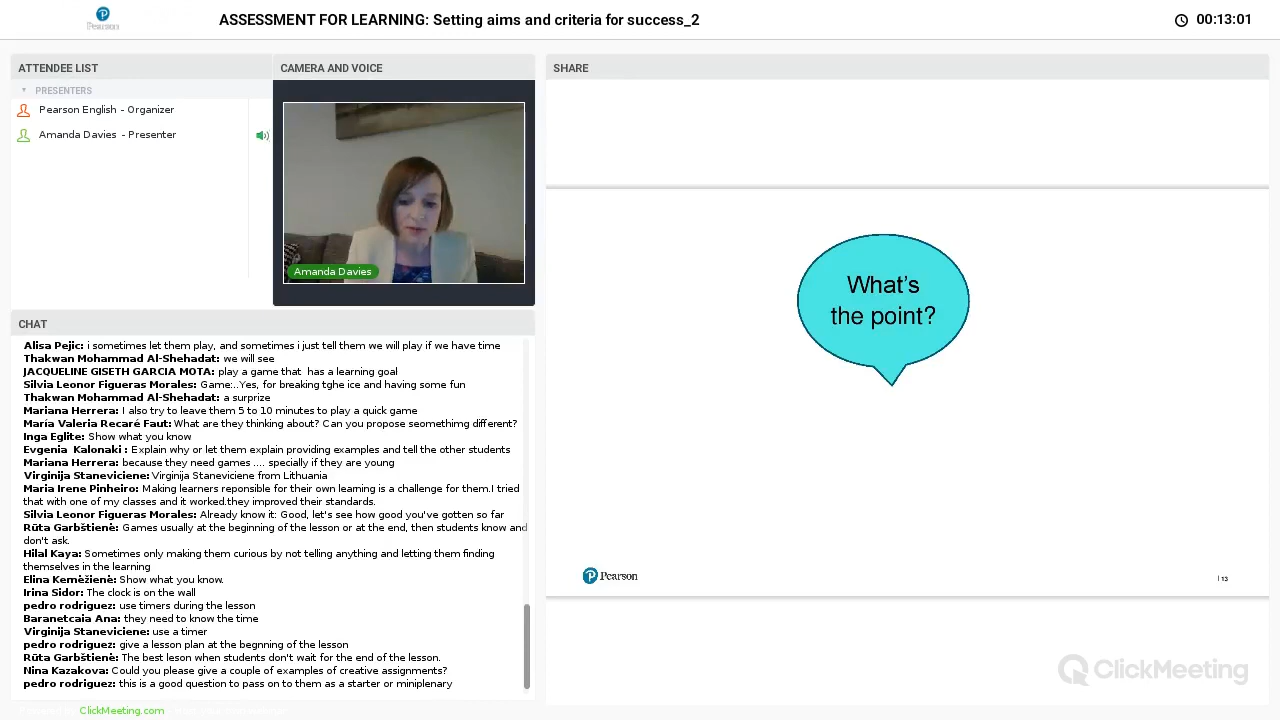 Pearson
ASSESSMENT FOR LEARNING: Setting aims and criteria for success_2
00:13:01
ATTENDEE LIST
PRESENTERS
Pearson English - Organizer
Amanda Davies - Presenter
CAMERA AND VOICE
Amanda Davies
CHAT
Alisa Pejic: i sometimes let them play, and sometimes i just tell them we will play if we have time
Thakwan Mohammad Al-Shehadat: we will see
JACQUELINE GISETH GARCIA MOTA: play a game that has a learning goal
Silvia Leonor Figueras Morales: Game:..Yes, for breaking tghe ice and having some fun
Thakwan Mohammad Al-Shehadat: a surprize
Mariana Herrera: I also try to leave them 5 to 10 minutes to play a quick game
María Valeria Recaré Faut: What are they thinking about? Can you propose seomethimg different?
Inga Eglite: Show what you know
Evgenia Kalonaki : Explain why or let them explain providing examples and tell the other students
Mariana Herrera: because they need games .... specially if they are young
Virginija Staneviciene: Virginija Staneviciene from Lithuania
Maria Irene Pinheiro: Making learners reponsible for their own learning is a challenge for them.I tried
that with one of my classes and it worked.they improved their standards.
Silvia Leonor Figueras Morales: Already know it: Good, let's see how good you've gotten so far
Rūta Garbštienė: Games usually at the beginning of the lesson or at the end, then students know and
don't ask.
Hilal Kaya: Sometimes only making them curious by not telling anything and letting them finding
themselves in the learning
Elina Kemėžienė: Show what you know.
Irina Sidor: The clock is on the wall
pedro rodriguez: use timers during the lesson
Baranetcaia Ana: they need to know the time
Virginija Staneviciene: use a timer
pedro rodriguez: give a lesson plan at the begnning of the lesson
Rūta Garbštienė: The best leson when students don't wait for the end of the lesson.
Nina Kazakova: Could you please give a couple of examples of creative assignments?
pedro rodriguez: this is a good question to pass on to them as a starter or miniplenary
ClickMeeting.com
SHARE
What's
the point?
Pearson
13
ClickMeeting